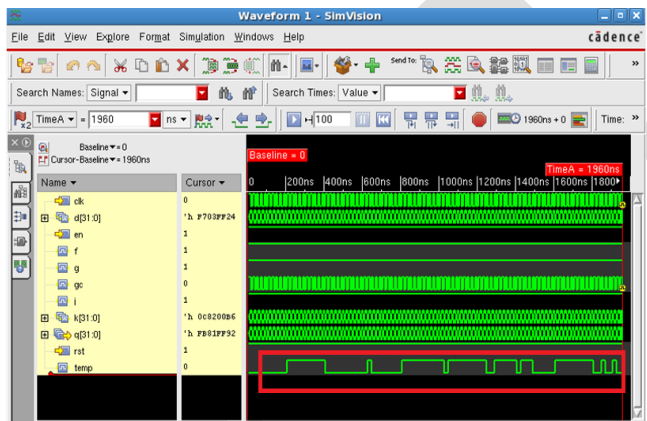 Waveform 1 - SimVision
File Edit View Explore Format Simulation Windows Help cādence
Send To:
Search Names: Signal Search Times: Value
TimeA = 1960 ns 100 1960ns + 0 Time:
Baseline = 0
Cursor-Baseline = 1960ns
Baseline = 0
TimeA = 1960ns
Name Cursor 0 200ns 400ns 600ns 800ns 1000ns 1200ns 1400ns 1600ns 1800
clk 0
d[31:0] 'h F703FF24
en 1
f 1
g 1
gc 0
i 1
k[31:0] 'h 0C8200B6
q[31:0] 'h FB81FF92
rst 1
temp 0